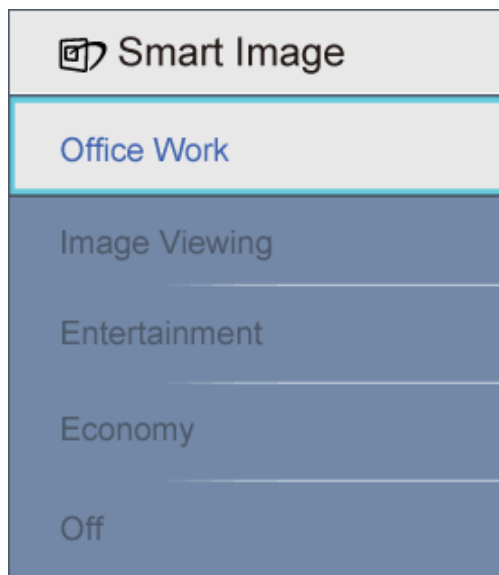 Smart Image
Office Work
Image Viewing
Entertainment
Economy
Off